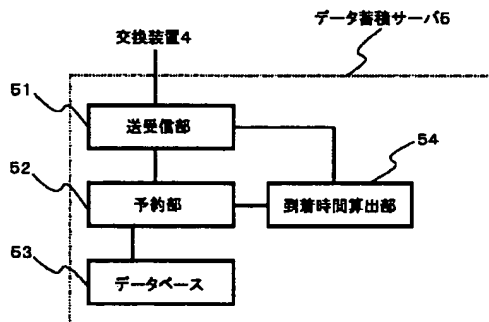 交換装置4
データ蓄積サーバ5
51
送受信部
52
予約部
54
到着時間算出部
53
データベース